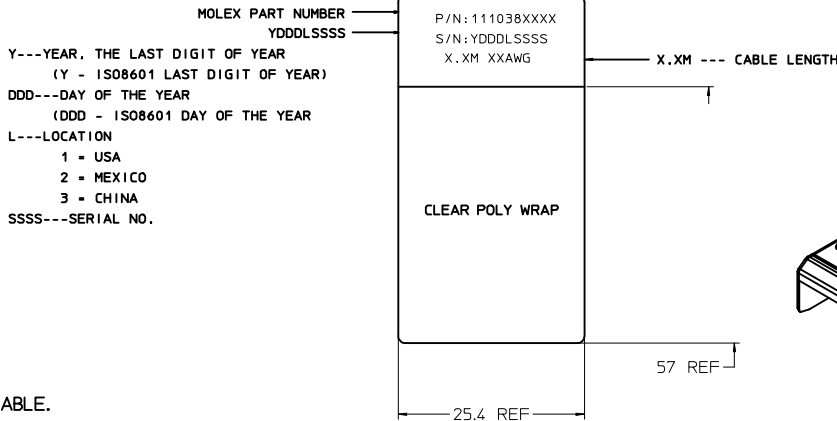 MOLEX PART NUMBER
YDDDLSSSS
Y---YEAR, THE LAST DIGIT OF YEAR
(Y - ISO8601 LAST DIGIT OF YEAR)
DDD---DAY OF THE YEAR
(DDD - ISO8601 DAY OF THE YEAR
L---LOCATION
1 = USA
2 = MEXICO
3 = CHINA
SSSS---SERIAL NO.
P/N:111038XXXX
S/N:YDDDLSSSS
X.XM XXAWG
X.XM --- CABLE LENGTH
CLEAR POLY WRAP
57 REF
25.4 REF
ABLE.